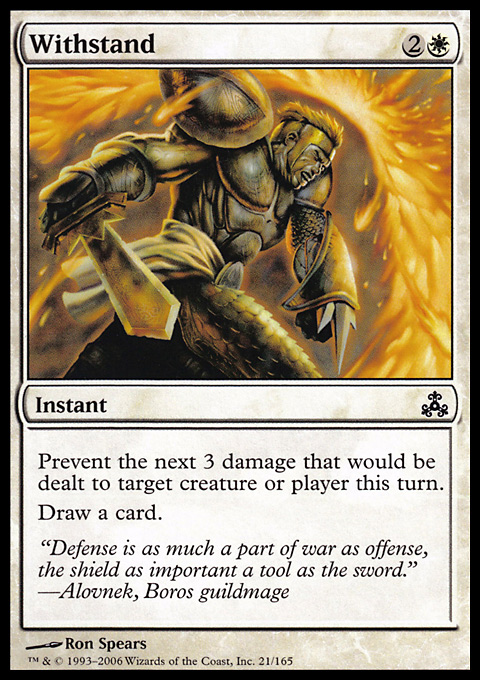 Withstand 2
Instant
Prevent the next 3 damage that would be
dealt to target creature or player this turn.
Draw a card.
“Defense is as much a part of war as offense,
the shield as important a tool as the sword.”
—Alovnek, Boros guildmage
Ron Spears
™ & © 1993–2006 Wizards of the Coast, Inc. 21/165